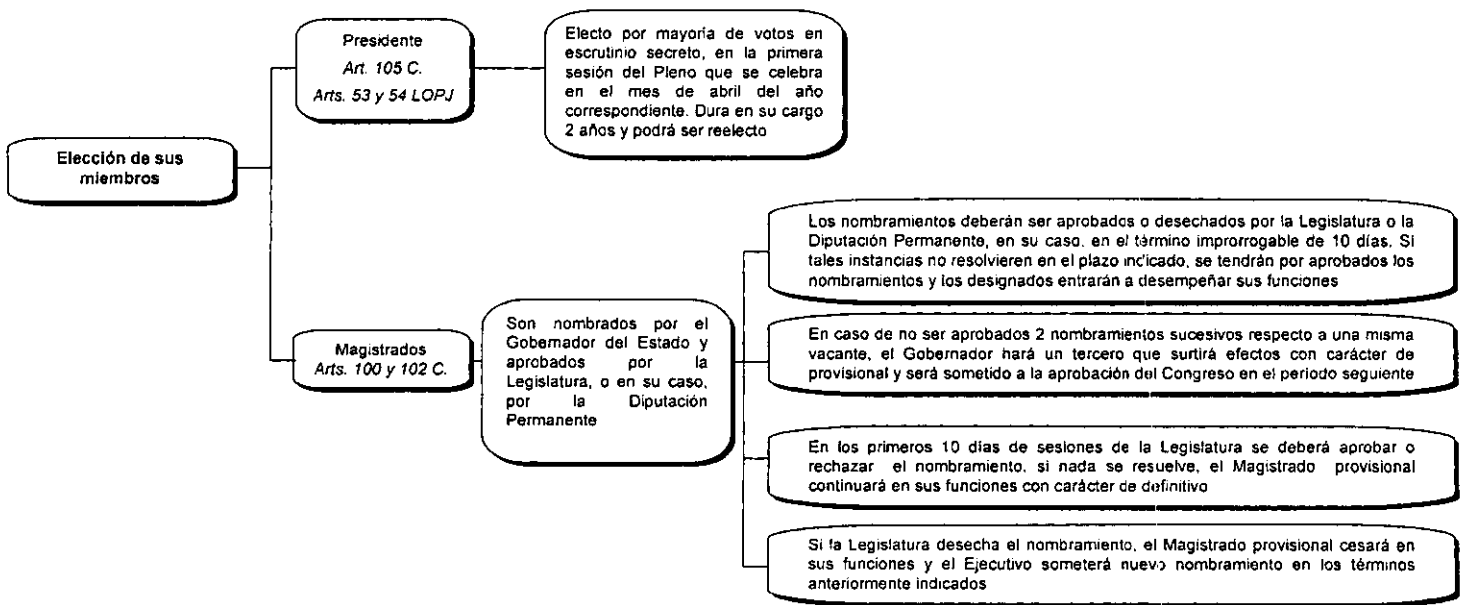 Presidente
Art. 105 C.
Arts. 53 y 54 LOPJ
Electo por mayoría de votos en
escrutinio secreto, en la primera
sesión del Pleno que se celebra
en el mes de abril del año
correspondiente. Dura en su cargo
2 años y podrá ser reelecto
Elección de sus
miembros
Magistrados
Arts. 100 y 102 C.
Son nombrados por el
Gobernador del Estado y
aprobados por la
Legislatura, o en su caso,
por la Diputación
Permanente
Los nombramientos deberán ser aprobados o desechados por la Legislatura o la
Diputación Permanente, en su caso, en el término improrrogable de 10 días. Si
tales instancias no resolvieren en el plazo indicado, se tendrán por aprobados los
nombramientos y los designados entrarán a desempeñar sus funciones
En caso de no ser aprobados 2 nombramientos sucesivos respecto a una misma
vacante, el Gobernador hará un tercero que surtirá efectos con carácter de
provisional y será sometido a la aprobación del Congreso en el periodo seguiente
En los primeros 10 días de sesiones de la Legislatura se deberá aprobar o
rechazar el nombramiento, si nada se resuelve, el Magistrado provisional
continuará en sus funciones con carácter de definitivo
Si la Legislatura desecha el nombramiento, el Magistrado provisional cesará en
sus funciones y el Ejecutivo someterá nuevo nombramiento en los términos
anteriormente indicados